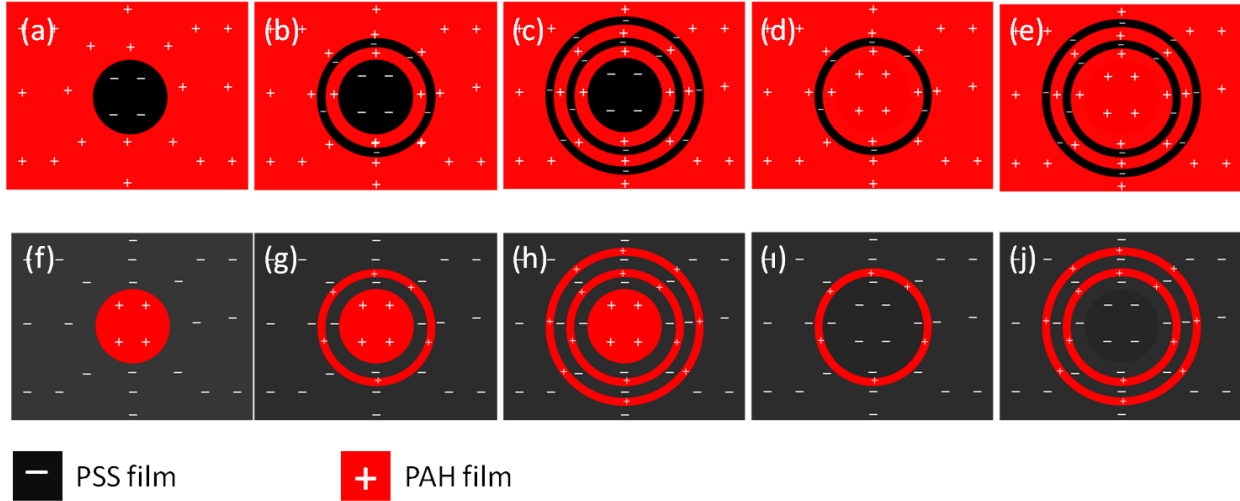 (a) (b) (c) (d) (e)
(f) (g) (h) (ı) (j)
− PSS film + PAH film